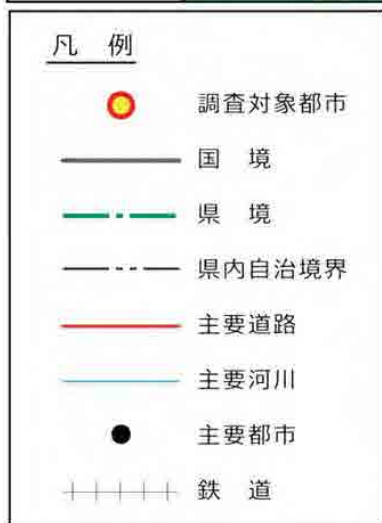 凡 例
調査対象都市
国 境
県 境
県内自治境界
主要道路
主要河川
主要都市
鉄 道